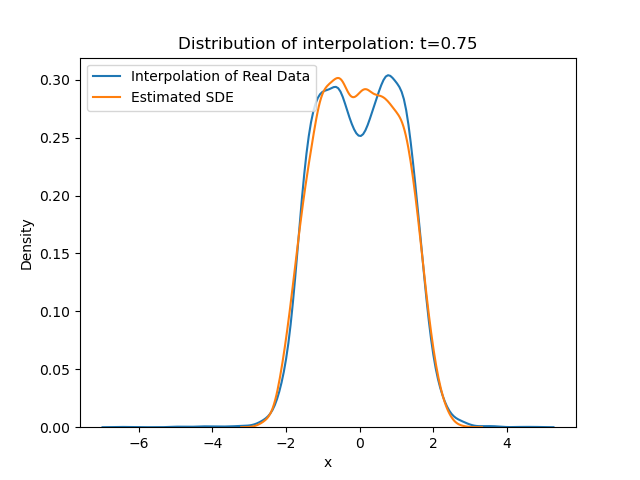 Distribution of interpolation: t=0.75
Interpolation of Real Data
Estimated SDE
Density
0.30
0.25
0.20
0.15
0.10
0.05
0.00
−6 −4 −2 0 2 4
x